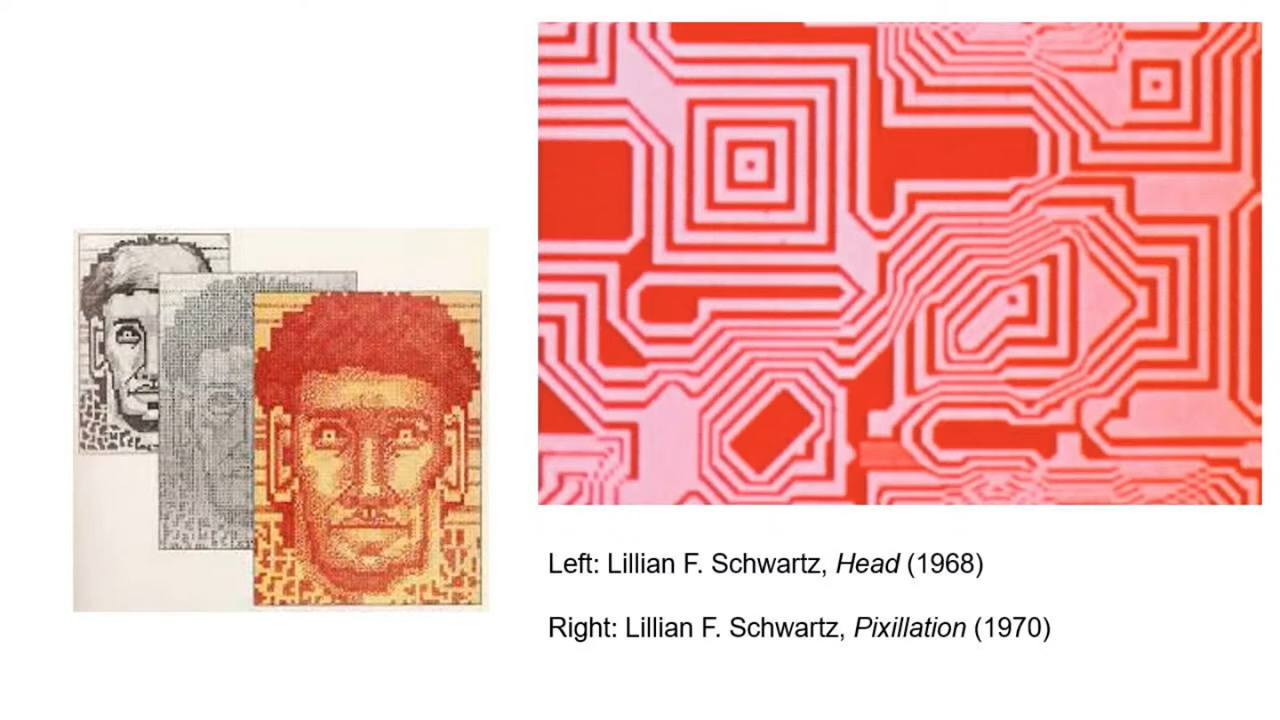 Left: Lillian F. Schwartz, Head (1968)
Right: Lillian F. Schwartz, Pixillation (1970)